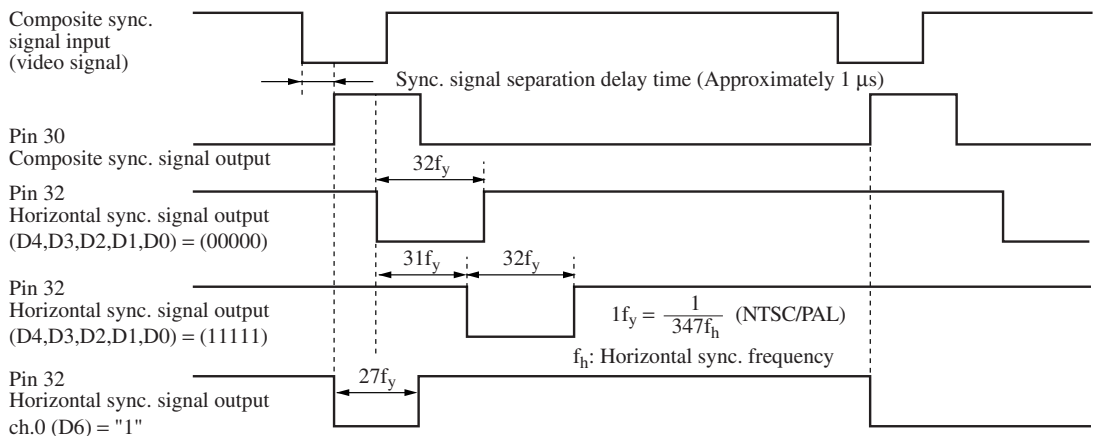 Composite sync.
signal input
(video signal)
Sync. signal separation delay time (Approximately 1 μs)
Pin 30
Composite sync. signal output
32fy
Pin 32
Horizontal sync. signal output
(D4,D3,D2,D1,D0) = (00000)
31fy
32fy
Pin 32
Horizontal sync. signal output
(D4,D3,D2,D1,D0) = (11111)
1fy = 1/347fh (NTSC/PAL)
fh: Horizontal sync. frequency
Pin 32
Horizontal sync. signal output
ch.0 (D6) = "1"
27fy